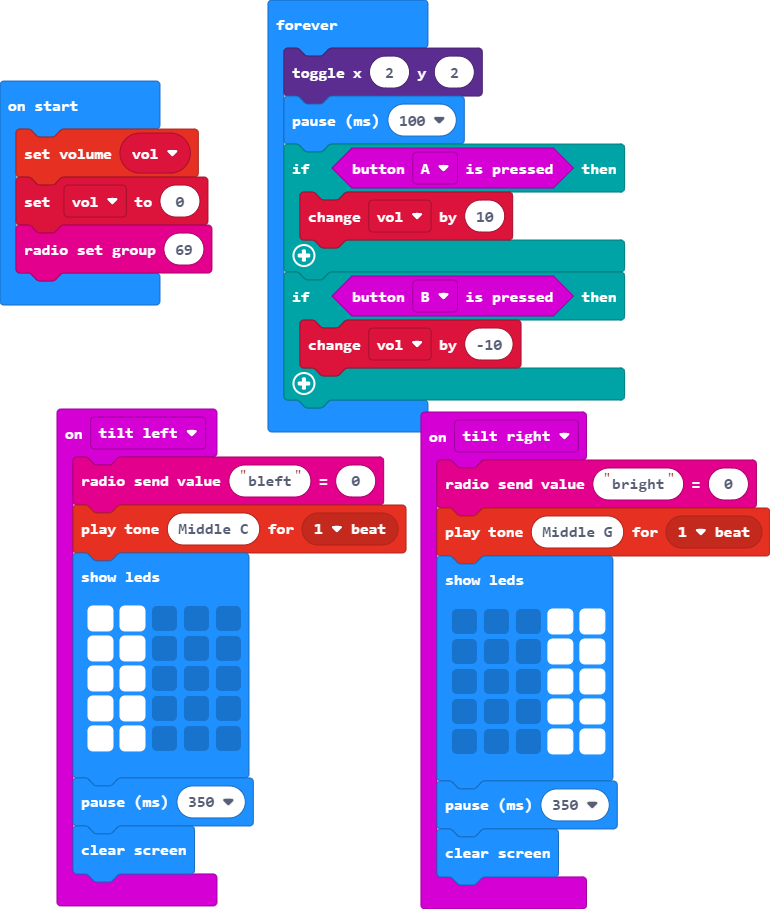 forever
toggle x 2 y 2
pause (ms) 100
if button A is pressed then
change vol by 10
if button B is pressed then
change vol by -10
on start
set volume vol
set vol to 0
radio set group 69
on tilt left
radio send value "bleft" = 0
play tone Middle C for 1 beat
show leds
pause (ms) 350
clear screen
on tilt right
radio send value "bright" = 0
play tone Middle G for 1 beat
show leds
pause (ms) 350
clear screen